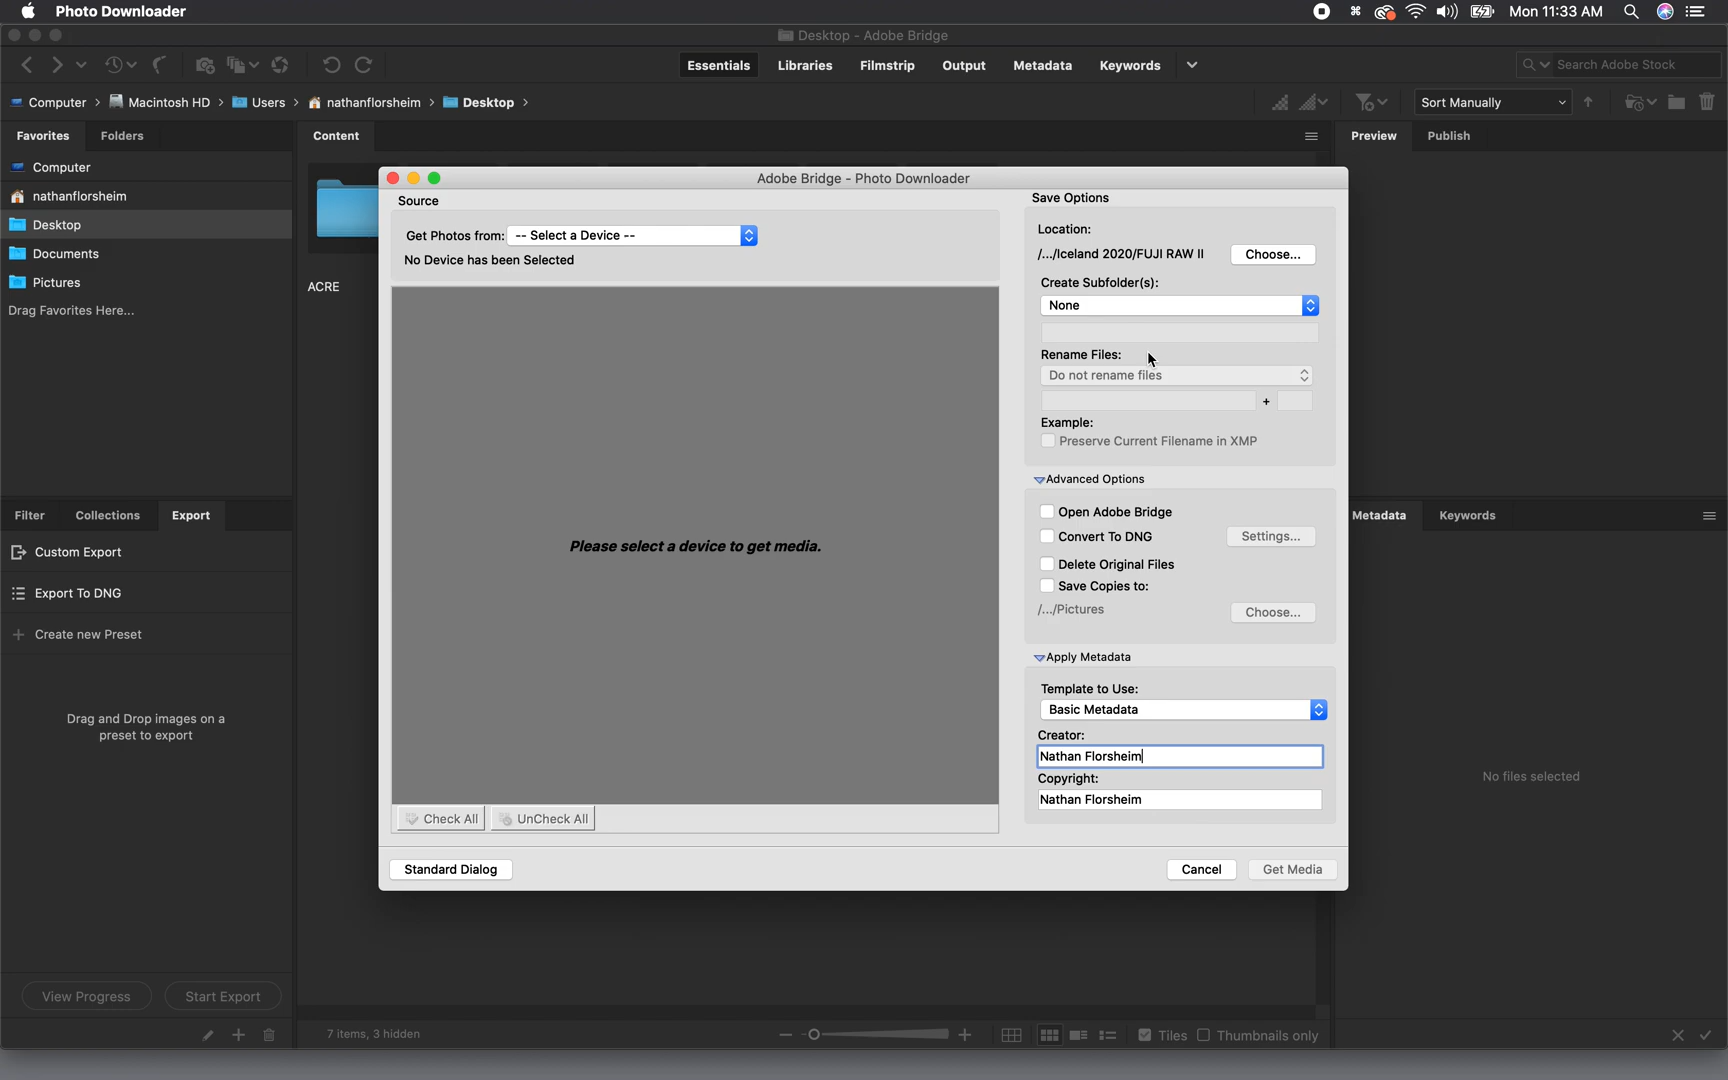 Photo Downloader
Mon 11:33 AM
Desktop - Adobe Bridge
Essentials Libraries Filmstrip Output Metadata Keywords
Search Adobe Stock
Computer Macintosh HD Users nathanflorsheim Desktop
Sort Manually
Favorites Folders
Content
Preview Publish
Computer
nathanflorsheim
Desktop
Documents
Pictures
Drag Favorites Here...
ACRE
Filter Collections Export
Custom Export
Export To DNG
Create new Preset
Drag and Drop images on a
preset to export
View Progress Start Export
Adobe Bridge - Photo Downloader
Source
Get Photos from: -- Select a Device --
No Device has been Selected
Please select a device to get media.
Check All UnCheck All
Standard Dialog
Save Options
Location:
/.../Iceland 2020/FUJI RAW II Choose...
Create Subfolder(s):
None
Rename Files:
Do not rename files
+
Example:
Preserve Current Filename in XMP
Advanced Options
Open Adobe Bridge
Convert To DNG Settings...
Delete Original Files
Save Copies to:
/.../Pictures Choose...
Apply Metadata
Template to Use:
Basic Metadata
Creator:
Nathan Florsheim
Copyright:
Nathan Florsheim
Cancel Get Media
Metadata Keywords
No files selected
7 items, 3 hidden
Tiles Thumbnails only